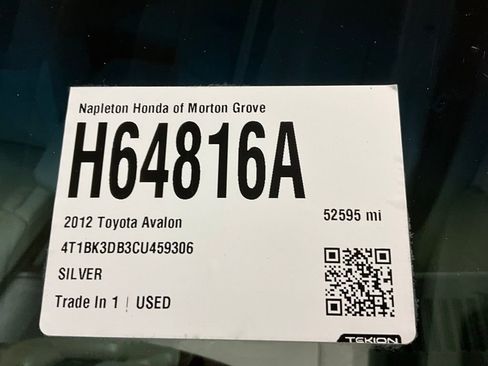 Napleton Honda of Morton Grove
H64816A
2012 Toyota Avalon
52595 mi
4T1BK3DB3CU459306
SILVER
Trade In 1 | USED
TEKION